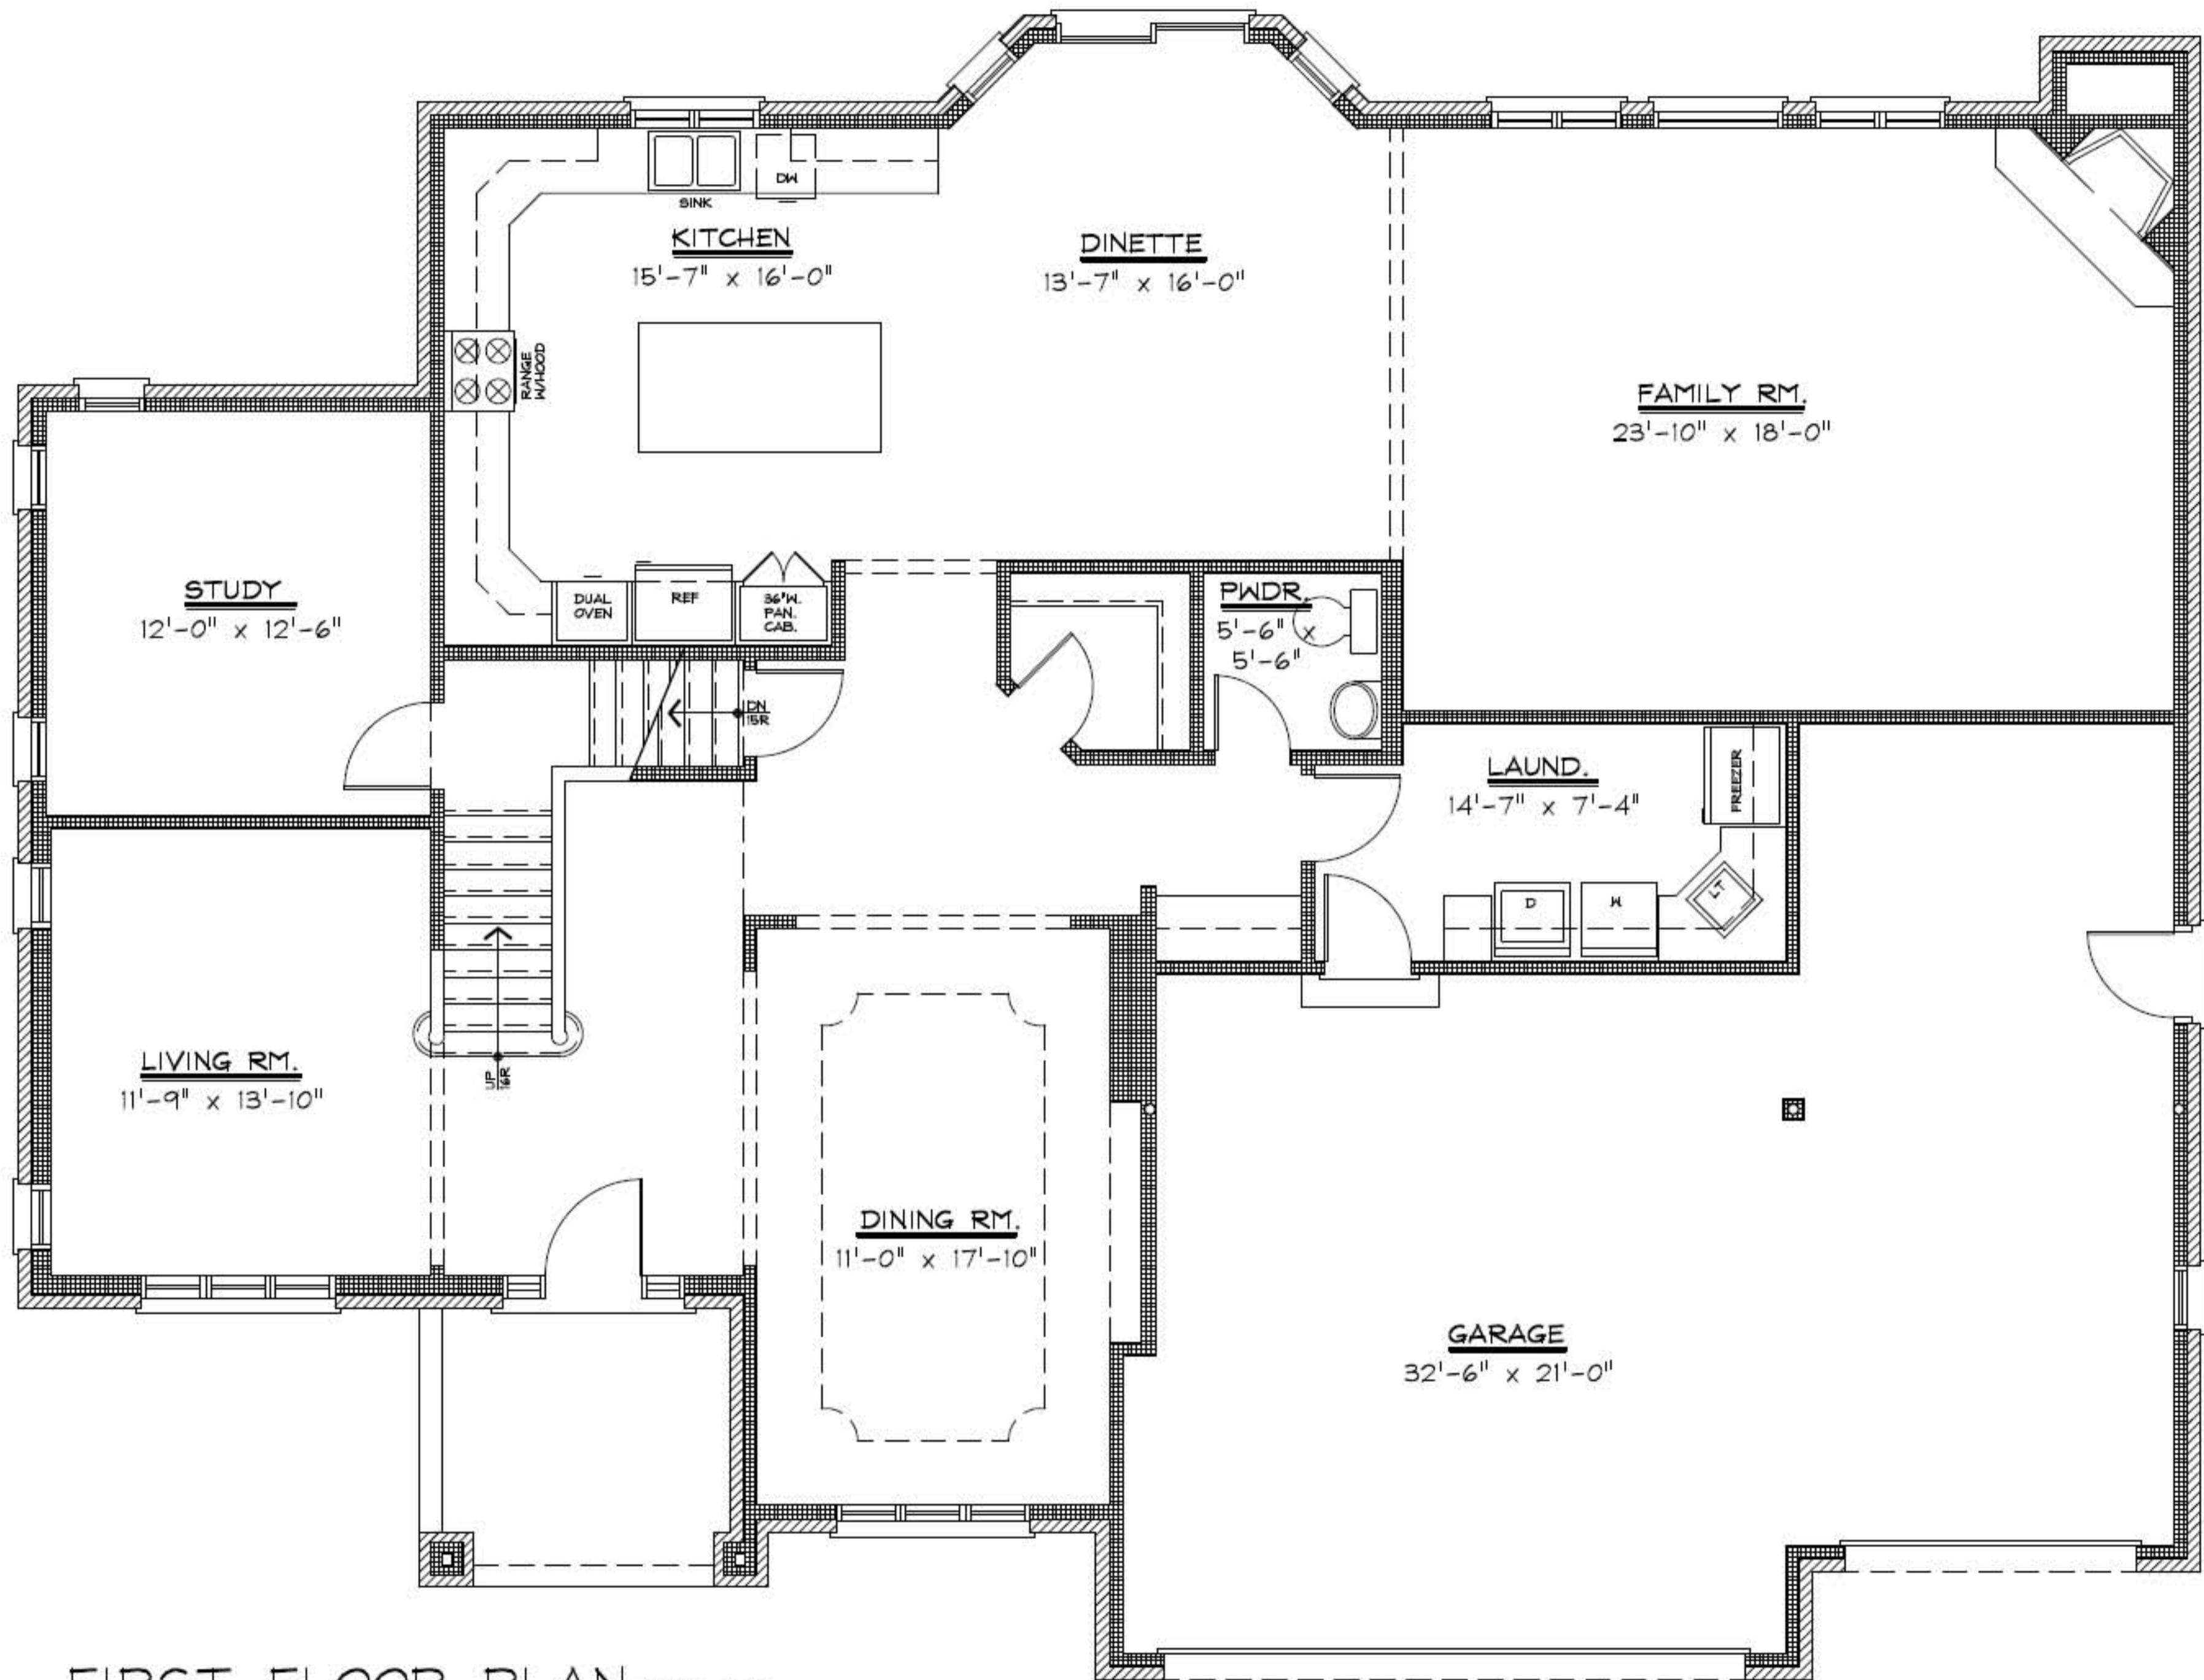 SINK
DW
KITCHEN
15'-7" x 16'-0"
DINETTE
13'-7" x 16'-0"
RANGE
W/HOOD
FAMILY RM.
23'-10" x 18'-0"
STUDY
12'-0" x 12'-6"
DUAL
OVEN
REF
36"W.
PAN.
CAB.
PWDR.
5'-6" x
5'-6"
DN
15R
LAUND.
14'-7" x 7'-4"
FREEZER
D
W
LT
LIVING RM.
11'-9" x 13'-10"
UP
16R
DINING RM.
11'-0" x 17'-10"
GARAGE
32'-6" x 21'-0"
FIRST FLOOR PLAN